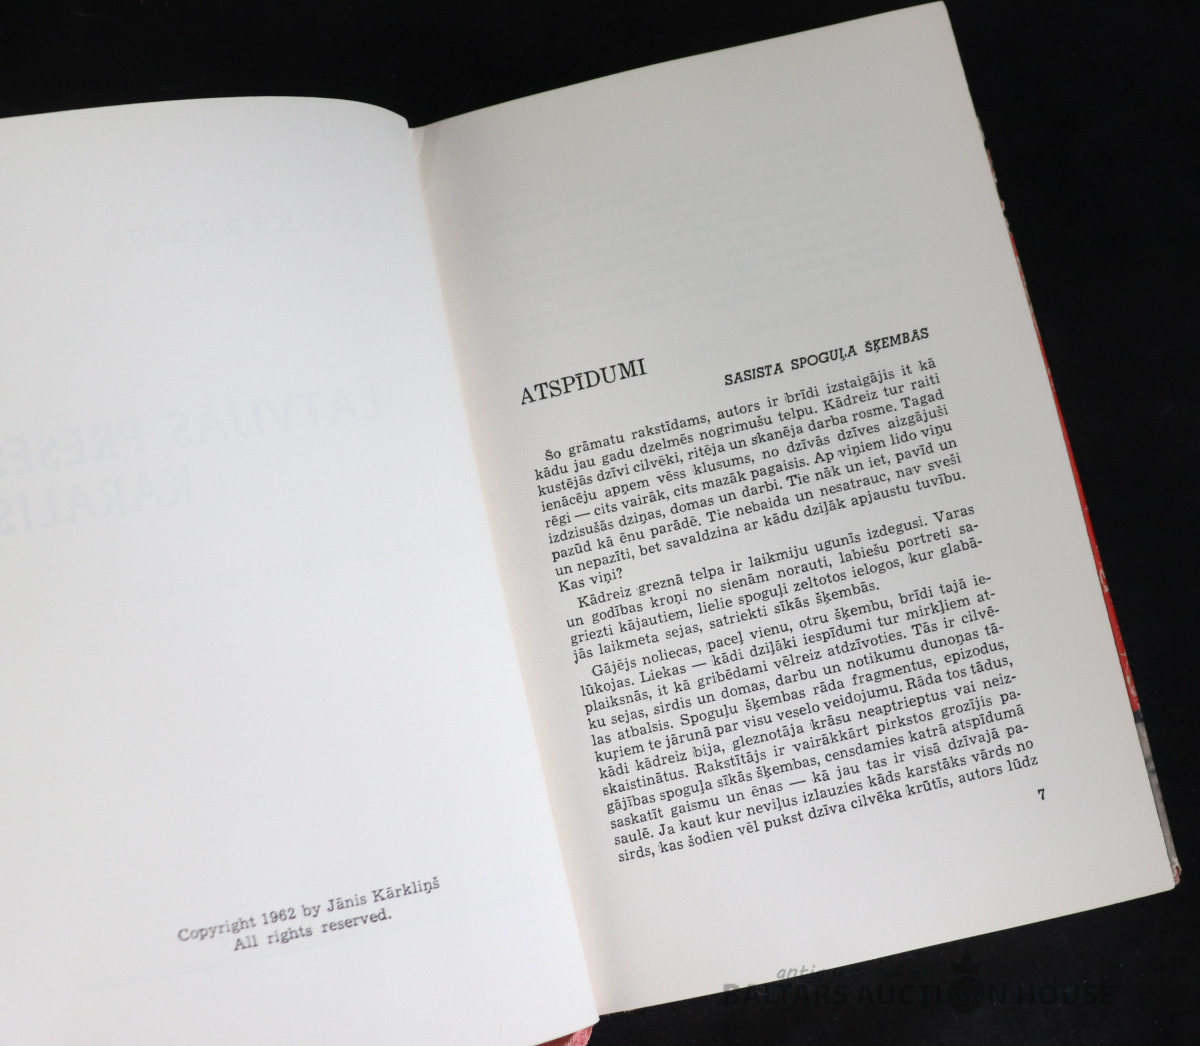 Copyright 1962 by Jānis Kārkliņš
All rights reserved.
ATSPĪDUMI
SASISTA SPOGUĻA ŠĶEMBĀS
Šo grāmatu rakstīdams, autors ir brīdi izstaigājis it kā
kādu jau gadu dzelmēs nogrimušu telpu. Kādreiz tur raiti
kustējās dzīvi cilvēki, ritēja un skanēja darba rosme. Tagad
ienācēju apņem vēss klusums, no dzīvās dzīves aizgājuši
rēgi — cits vairāk, cits mazāk pagaisis. Ap viņiem lido viņu
izdzisušās dziņas, domas un darbi. Tie nāk un iet, pavīd un
pazūd kā ēnu parādē. Tie nebaida un nesatrauc, nav sveši
un nepazīti, bet savaldzina ar kādu dziļāk apjaustu tuvību.
Kas viņi?
Kādreiz greznā telpa ir laikmiju ugunīs izdegusi. Varas
un godības kroņi no sienām norauti, labiešu portreti sa-
griezti kājautiem, lielie spoguļi zeltotos ielogos, kur glabā-
jās laikmeta sejas, satriekti sīkās šķembās.
Gājējs noliecas, paceļ vienu, otru šķembu, brīdi tajā ie-
lūkojas. Liekas — kādi dziļāki iespīdumi tur mirkļiem at-
plaiksnās, it kā gribēdami vēlreiz atdzīvoties. Tās ir cilvē-
ku sejas, sirdis un domas, darbu un notikumu dunoņas tā-
las atbalsis. Spoguļu šķembas rāda fragmentus, epizodus,
kuŗiem te jārunā par visu veselo veidojumu. Rāda tos tādus,
kādi kādreiz bija, gleznotāja krāsu neaptrieptus vai neiz-
skaistinātus. Rakstītājs ir vairākkārt pirkstos grozījis pa-
gājības spoguļa sīkās šķembas, censdamies katrā atspīdumā
saskatīt gaismu un ēnas — kā jau tas ir visā dzīvajā pa-
saulē. Ja kaut kur neviļus izlauzies kāds karstāks vārds no
sirds, kas šodien vēl pukst dzīva cilvēka krūtīs, autors lūdz
7
BALTARS AUCTION HOUSE